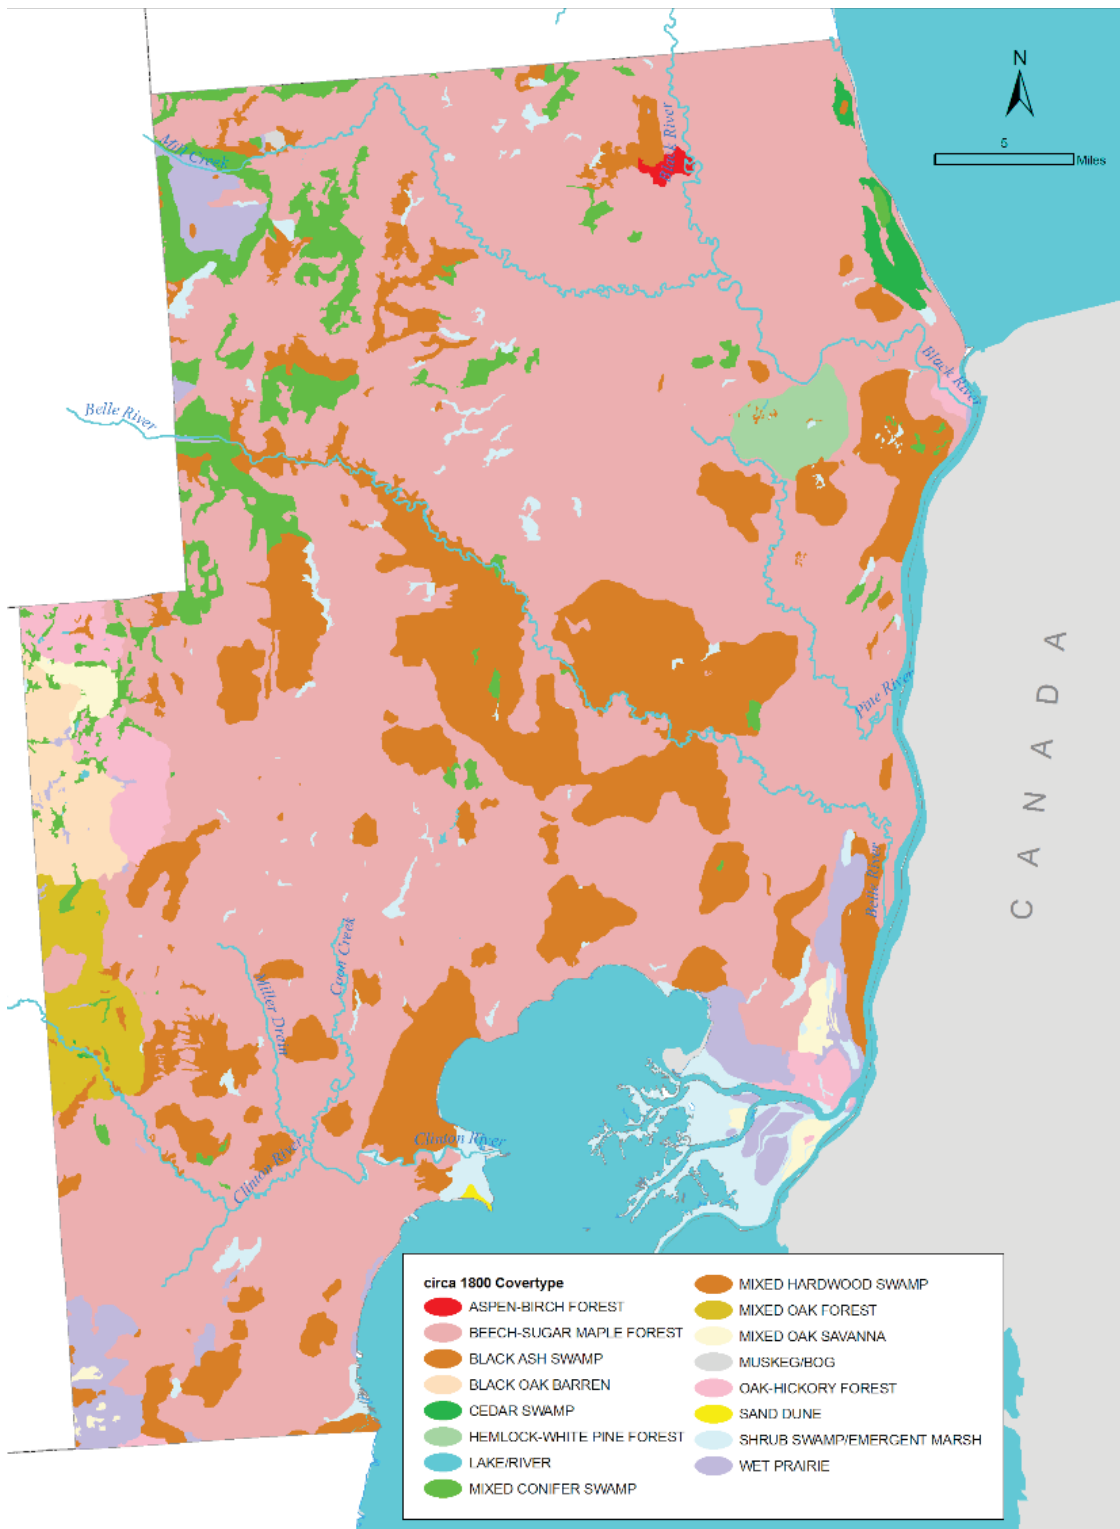 N
5
Miles
Black River
Mill Creek
Black River
Belle River
CANADA
Pine River
Belle River
Coon Creek
Miller Drain
Clinton River
Clinton River
circa 1800 Covertype
ASPEN-BIRCH FOREST
BEECH-SUGAR MAPLE FOREST
BLACK ASH SWAMP
BLACK OAK BARREN
CEDAR SWAMP
HEMLOCK-WHITE PINE FOREST
LAKE/RIVER
MIXED CONIFER SWAMP
MIXED HARDWOOD SWAMP
MIXED OAK FOREST
MIXED OAK SAVANNA
MUSKEG/BOG
OAK-HICKORY FOREST
SAND DUNE
SHRUB SWAMP/EMERGENT MARSH
WET PRAIRIE